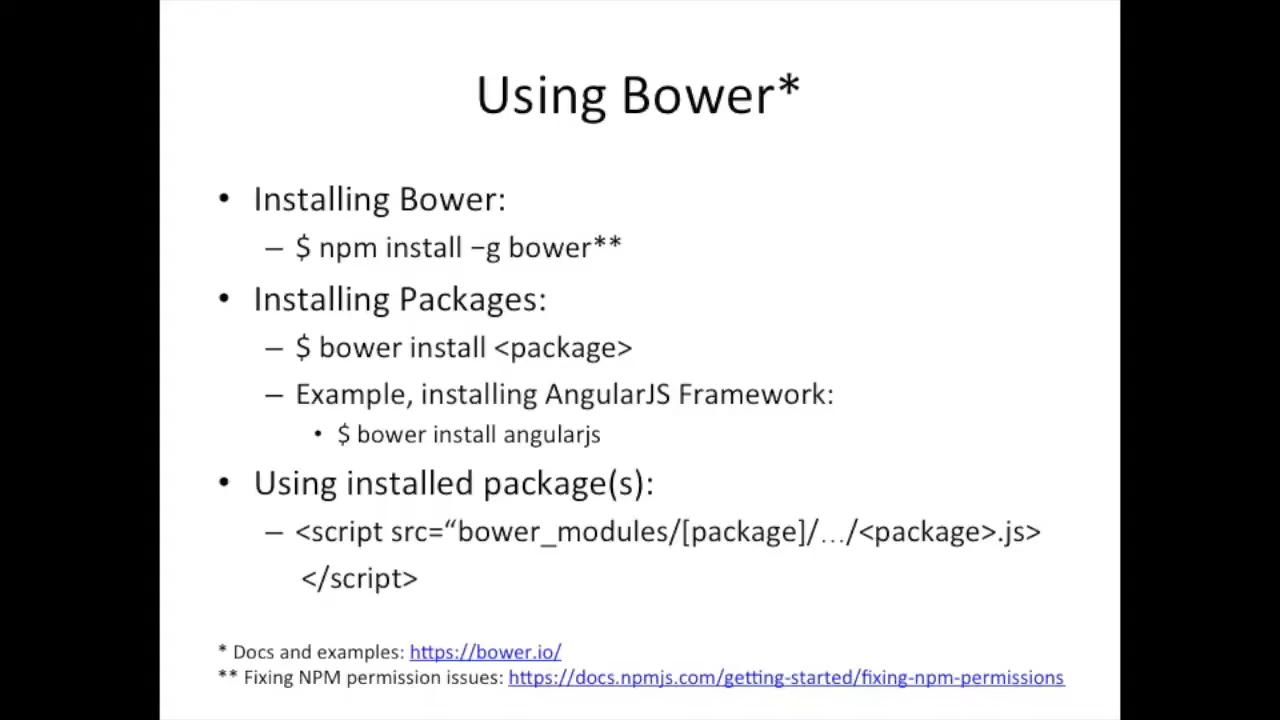 Using Bower*
• Installing Bower:
– $ npm install −g bower**
• Installing Packages:
– $ bower install <package>
– Example, installing AngularJS Framework:
• $ bower install angularjs
• Using installed package(s):
– <script src=“bower_modules/[package]/…/<package>.js>
</script>
* Docs and examples: https://bower.io/
** Fixing NPM permission issues: https://docs.npmjs.com/getting-started/fixing-npm-permissions